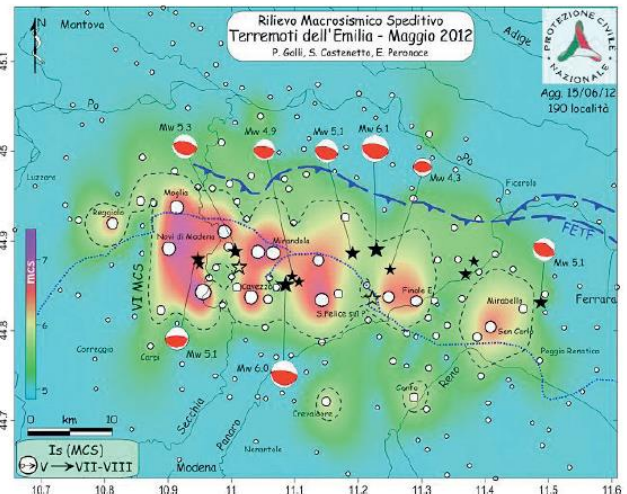 Rilievo Macrosismico Speditivo
Terremoti dell'Emilia - Maggio 2012
P. Galli, S. Castenetto, E. Peronace
PROTEZIONE CIVILE
NAZIONALE
Agg. 15/06/12
190 località
N
Mantova
Adige
45.1
Po
Mw 5.3
Mw 4.9
Mw 5.1
Mw 6.1
Mw 4.3
Po
45
Luzzara
Ficarolo
Moglia
Reggiolo
FETF
Novi di Modena
Mirandola
44.9
Mw 5.1
mcs
7
6
5
VI MCS
Cavezzo
Finale E.
Mirabello
Ferrara
S.Felice sul P.
San Carlo
44.8
Correggio
Carpi
Mw 5.1
Poggio Renatico
Mw 6.0
Reno
Cento
Crevalcore
0 km 10
Secchia
Panaro
44.7
Nonantola
Is (MCS)
V VII-VIII
Modena
10.7 10.8 10.9 11 11.1 11.2 11.3 11.4 11.5 11.6